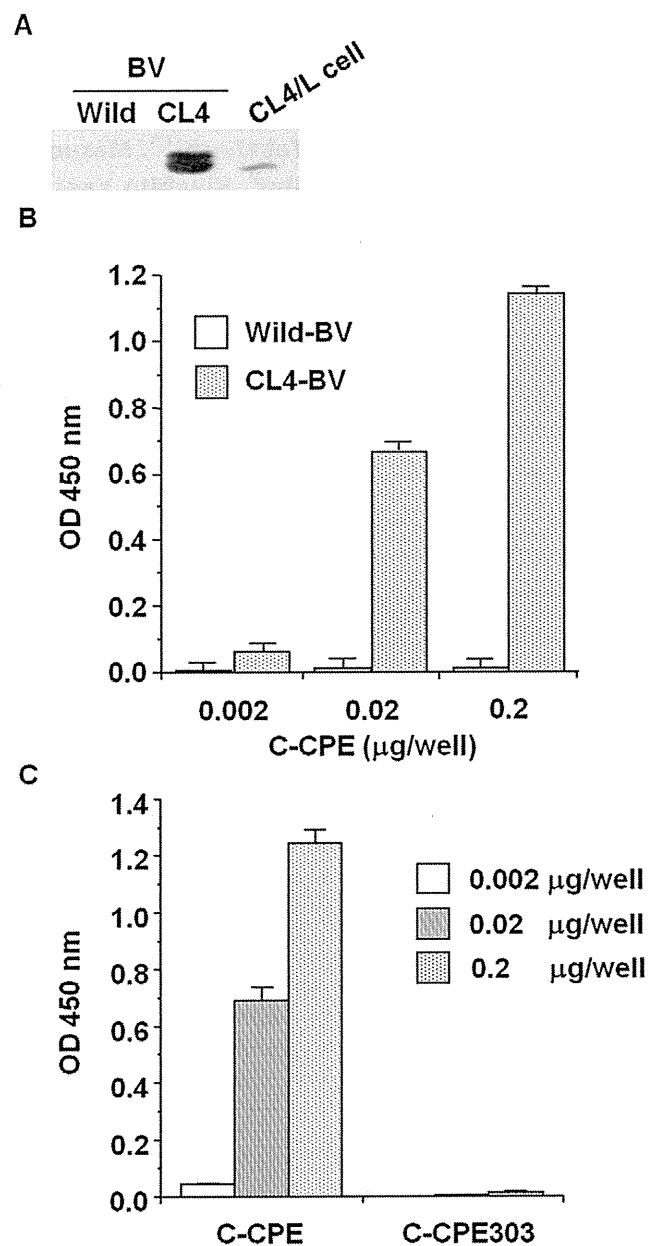 A
BV
Wild CL4 CL4/L cell
B
1.2
1.0
0.8
0.6
0.4
0.2
0.0
OD 450 nm
Wild-BV
CL4-BV
0.002 0.02 0.2
C-CPE (μg/well)
C
1.4
1.2
1.0
0.8
0.6
0.4
0.2
0.0
OD 450 nm
0.002 μg/well
0.02 μg/well
0.2 μg/well
C-CPE C-CPE303